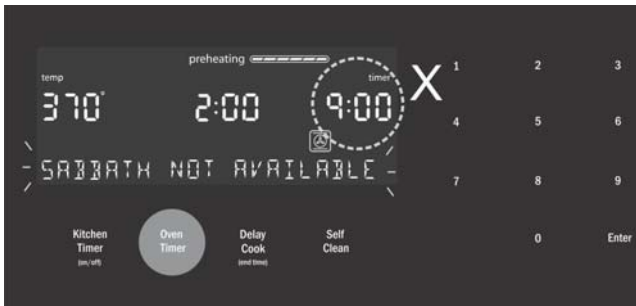 preheating
temp
timer
370°
2:00
9:00
X
SABBATH NOT AVAILABLE
1 2 3
4 5 6
7 8 9
0 Enter
Kitchen
Timer
(on/off)
Oven
Timer
Delay
Cook
(end time)
Self
Clean